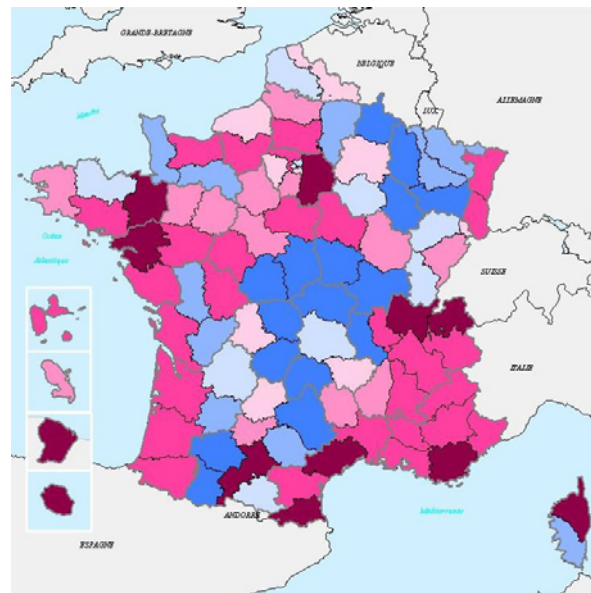 GRANDE-BRETAGNE
BELGIQUE
LUX.
ALLEMAGNE
Manche
Océan
Atlantique
SUISSE
ITALIE
Méditerranée
ANDORRE
ESPAGNE